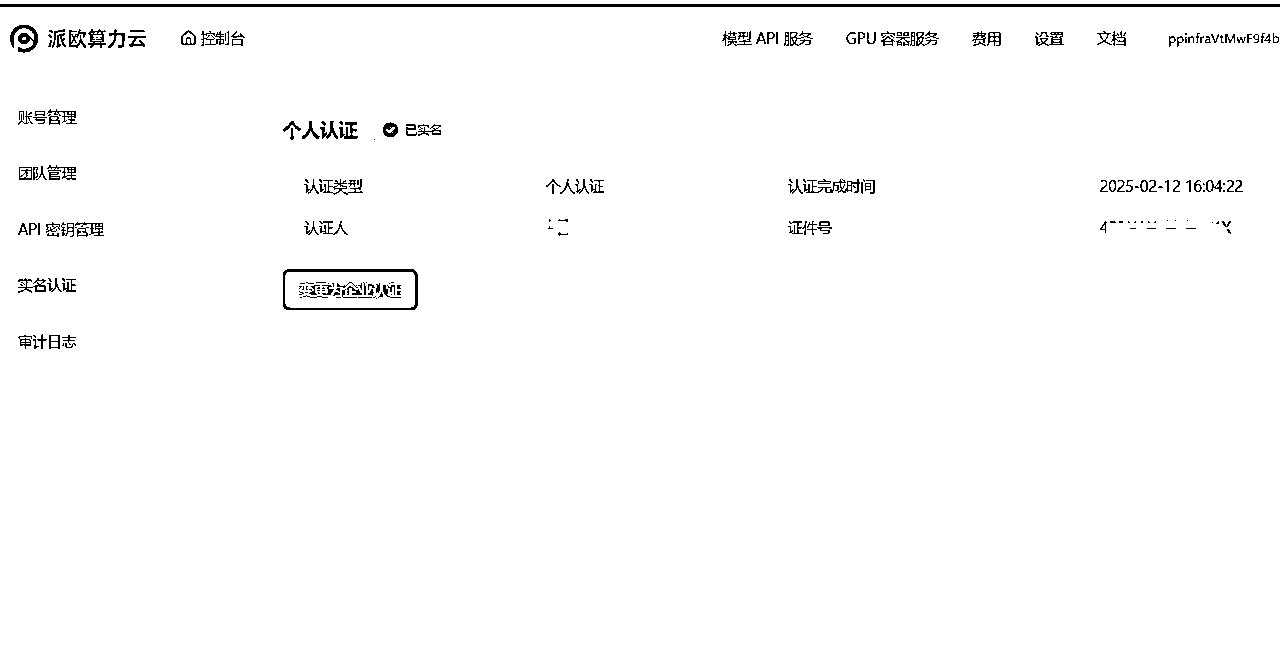 派欧算力云 控制台 模型 API 服务 GPU 容器服务 费用 设置 文档 ppinfraVtMwF9f4b
账号管理
团队管理
API 密钥管理
实名认证
审计日志
个人认证 已实名
认证类型 个人认证 认证完成时间 2025-02-12 16:04:22
认证人 证件号
变更为企业认证